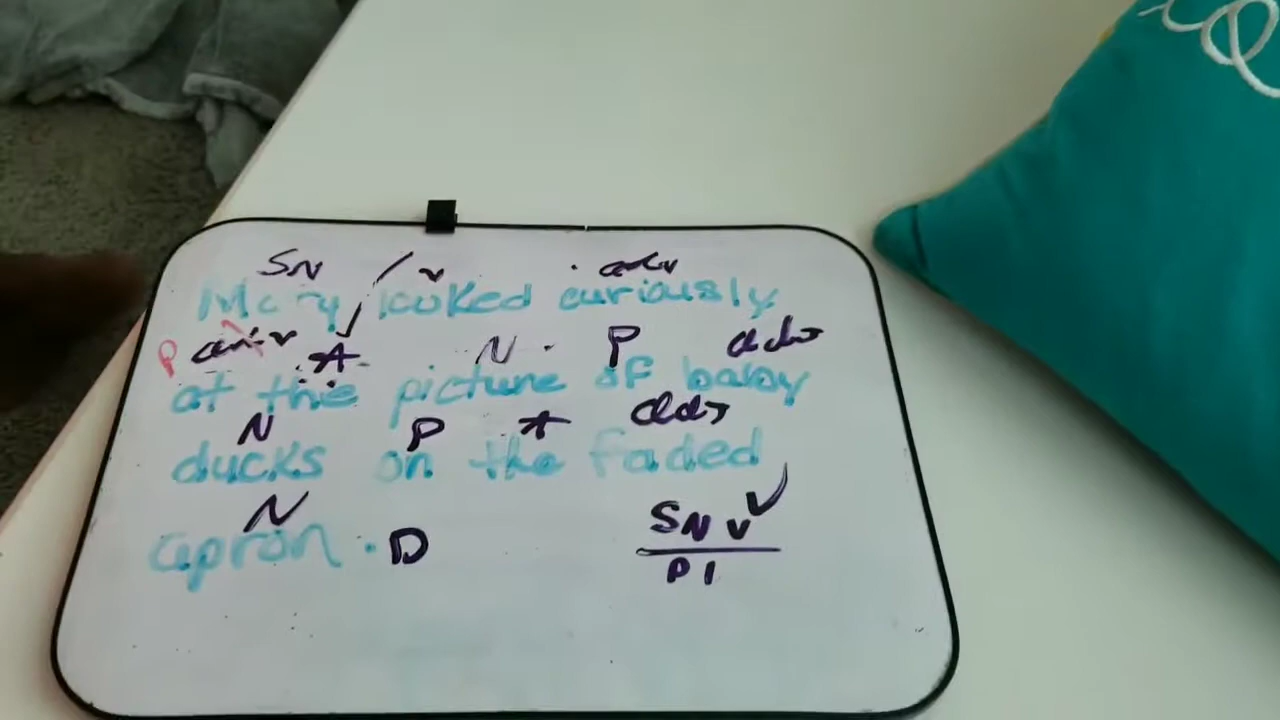 SN / v . adv
Mary looked curiously
P adv A N . P adj
at the picture of baby
N P A adj
ducks on the faded
N
apron . D
SN V ✓
P1